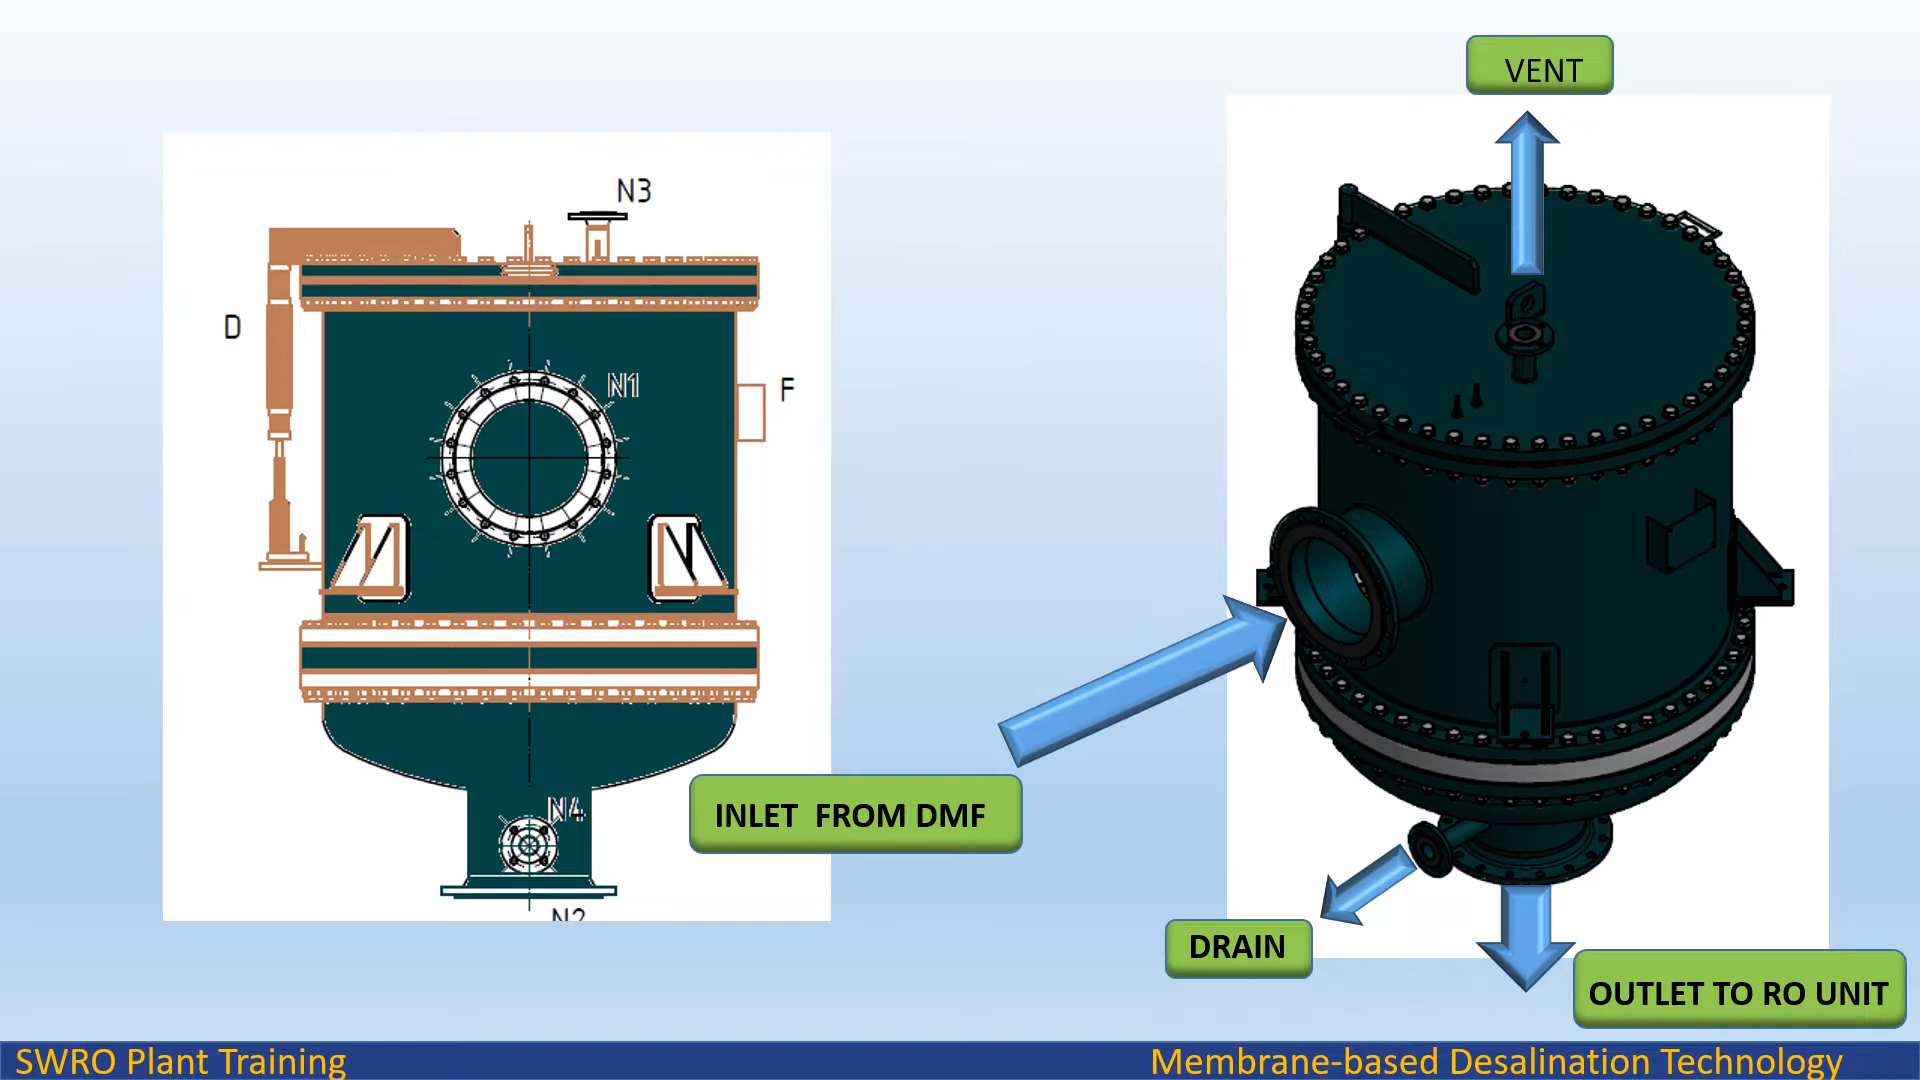 VENT
N3
D
N1
F
INLET FROM DMF
N4
N2
DRAIN
OUTLET TO RO UNIT
SWRO Plant Training
Membrane-based Desalination Technology